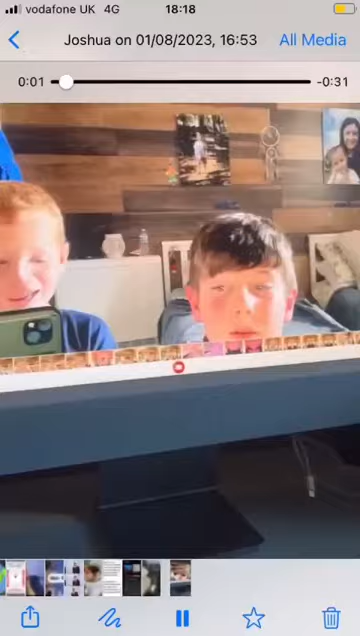 vodafone UK 4G 18:18
Joshua on 01/08/2023, 16:53 All Media
0:01 -0:31